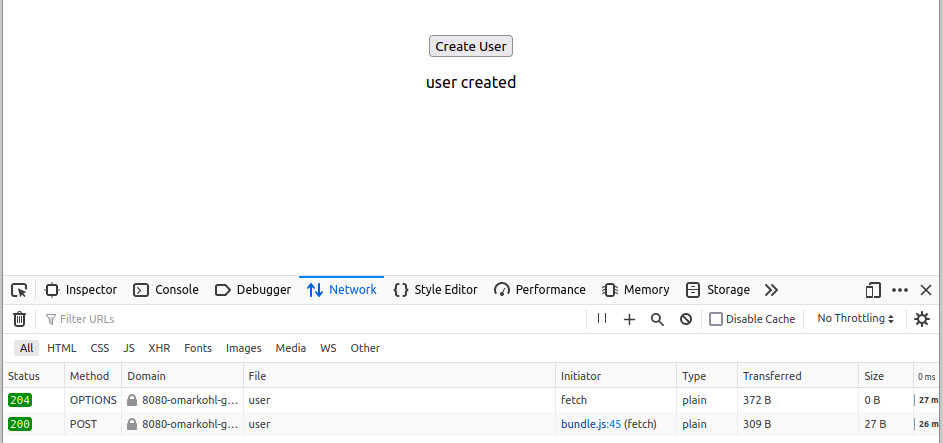 Create User
user created
Inspector Console Debugger Network Style Editor Performance Memory Storage
Filter URLs Disable Cache No Throttling
All HTML CSS JS XHR Fonts Images Media WS Other
Status Method Domain File Initiator Type Transferred Size 0 ms
204 OPTIONS 8080-omarkohl-g... user fetch plain 372 B 0 B 27 m
200 POST 8080-omarkohl-g... user bundle.js:45 (fetch) plain 309 B 27 B 26 m